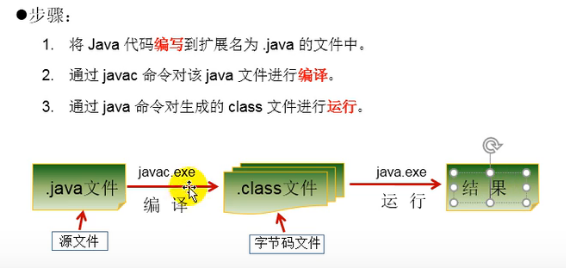 ●步骤：
1. 将 Java 代码编写到扩展名为 .java 的文件中。
2. 通过 javac 命令对该 java 文件进行编译。
3. 通过 java 命令对生成的 class 文件进行运行。
.java文件
javac.exe
编 译
.class文件
java.exe
运 行
结 果
源文件
字节码文件